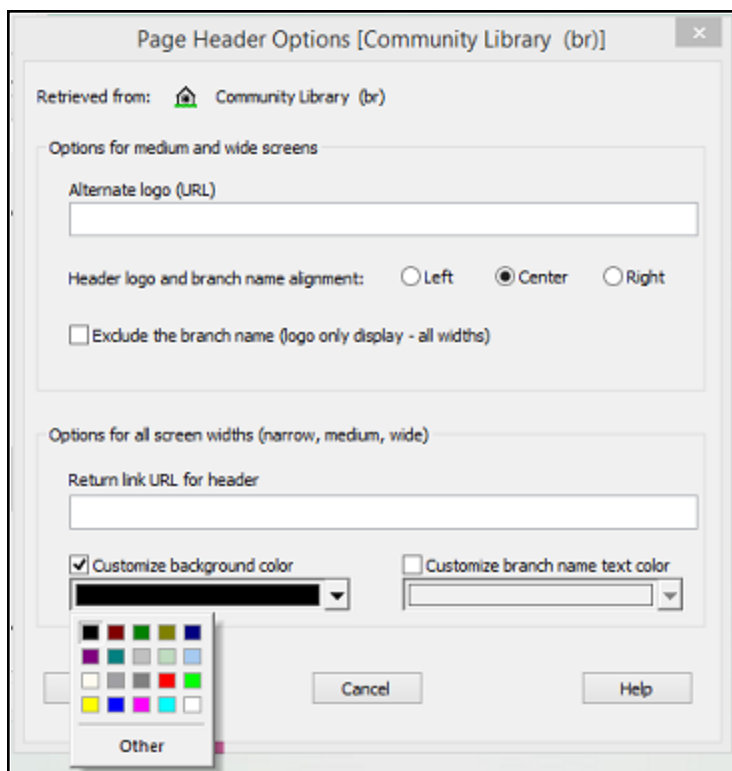 Page Header Options [Community Library (br)]
Retrieved from: Community Library (br)
Options for medium and wide screens
Alternate logo (URL)
Header logo and branch name alignment: Left Center Right
Exclude the branch name (logo only display - all widths)
Options for all screen widths (narrow, medium, wide)
Return link URL for header
Customize background color Customize branch name text color
Cancel Help
Other